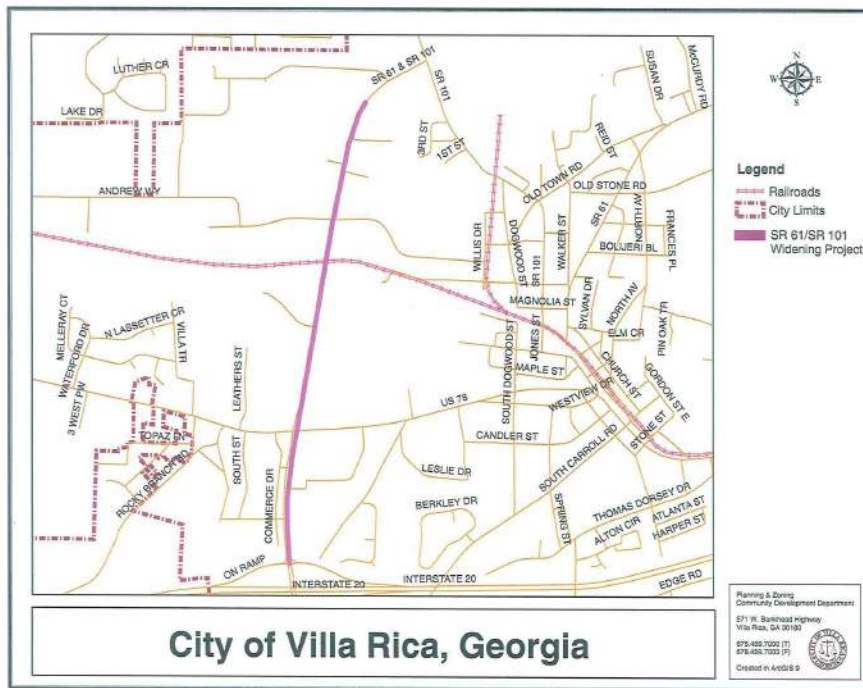 LUTHER CR
LAKE DR
ANDREW WY
SR 61 & SR 101
SR 101
3RD ST
1ST ST
SUSAN DR
McCURDY RD
REID ST
OLD TOWN RD
OLD STONE RD
SR 61
NORTH AV
FRANCES PL
WILLIS DR
DOGWOOD ST
SR 101
WALKER ST
MAGNOLIA ST
SYLVAN DR
NORTH AV
ELM CR
PIN OAK TR
MELLERAY CT
WATERFORD DR
N LASSETTER CR
VILLA TR
3 WEST PW
LEATHERS ST
TOPAZ LN
SOUTH ST
ROCKY BRANCH RD
COMMERCE DR
US 78
SOUTH DOGWOOD ST
JONES ST
MAPLE ST
WESTVIEW DR
CHURCH ST
GORDON ST E
STONE ST
CANDLER ST
LESLIE DR
SOUTH CARROLL RD
BERKLEY DR
SPRING ST
THOMAS DORSEY DR
ALTON CIR
ATLANTA ST
HARPER ST
ON RAMP
INTERSTATE 20
INTERSTATE 20
EDGE RD
N
W
E
S
Legend
Railroads
City Limits
SR 61/SR 101
Widening Project
City of Villa Rica, Georgia
Planning & Zoning
Community Development Department
571 W. Bankhead Highway
Villa Rica, GA 30180
678.459.7000 (T)
678.459.7003 (F)
Created in ArcGIS 9